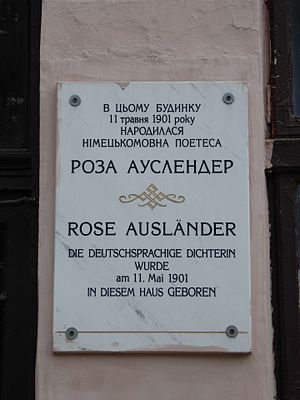 В ЦЬОМУ БУДИНКУ
11 травня 1901 року
НАРОДИЛАСЯ
НІМЕЦЬКОМОВНА ПОЕТЕСА
РОЗА АУСЛЕНДЕР
ROSE AUSLÄNDER
DIE DEUTSCHSPRACHIGE DICHTERIN
WURDE
am 11. Mai 1901
IN DIESEM HAUS GEBOREN